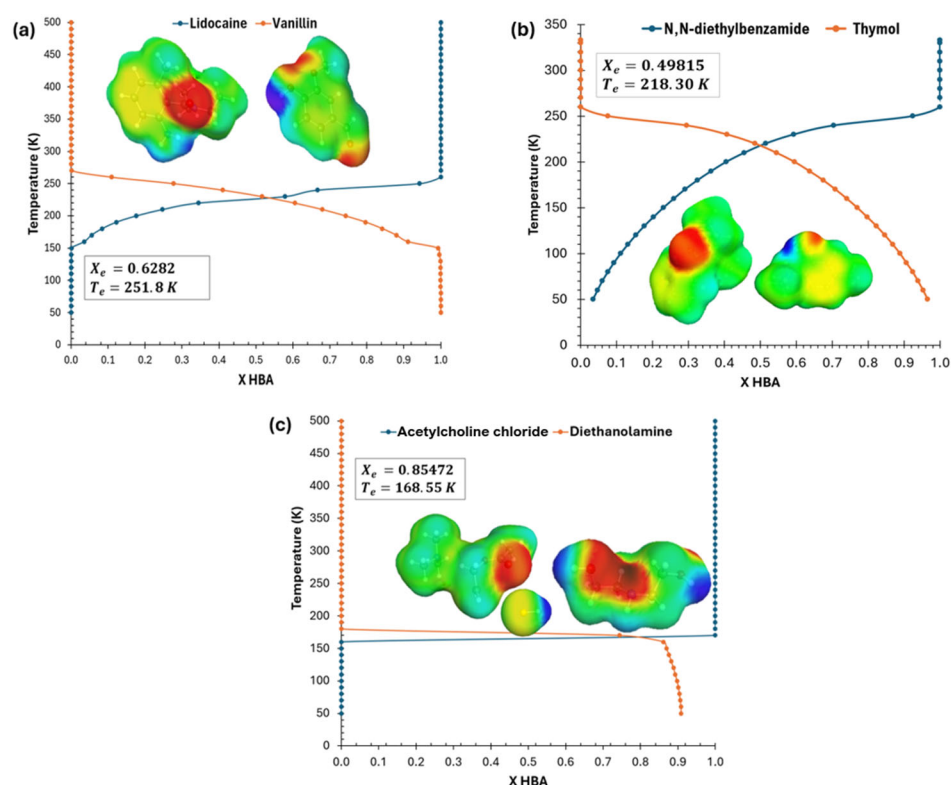 (a)
Lidocaine Vanillin
500
450
400
350
300
250
200
150
100
50
0
Temperature (K)
Xe = 0.6282
Te = 251.8 K
0.0 0.1 0.2 0.3 0.4 0.5 0.6 0.7 0.8 0.9 1.0
X HBA
(b)
N,N-diethylbenzamide Thymol
350
300
250
200
150
100
50
0
Temperature (K)
Xe = 0.49815
Te = 218.30 K
0.0 0.1 0.2 0.3 0.4 0.5 0.6 0.7 0.8 0.9 1.0
X HBA
(c)
Acetylcholine chloride Diethanolamine
500
450
400
350
300
250
200
150
100
50
0
Temperature (K)
Xe = 0.85472
Te = 168.55 K
0.0 0.1 0.2 0.3 0.4 0.5 0.6 0.7 0.8 0.9 1.0
X HBA